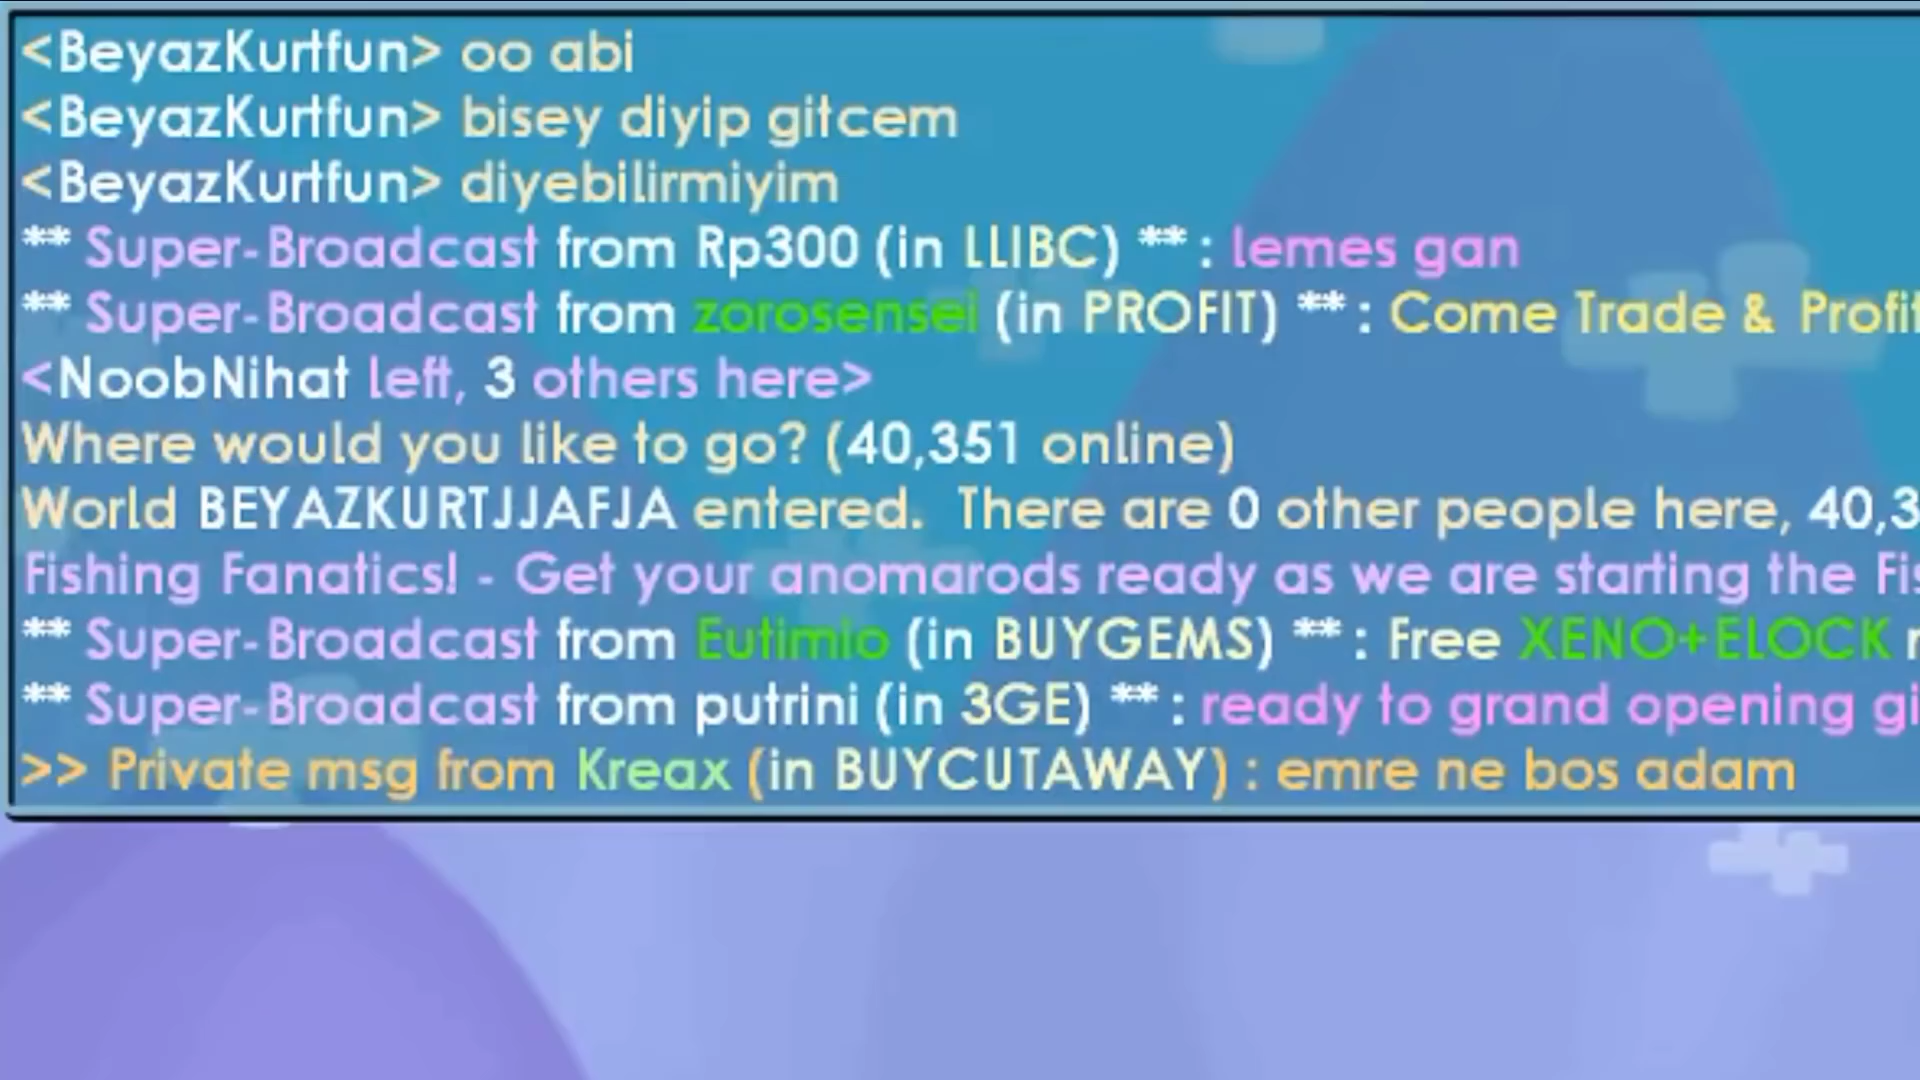 <BeyazKurtfun> oo abi
<BeyazKurtfun> bisey diyip gitcem
<BeyazKurtfun> diyebilirmiyim
** Super-Broadcast from Rp300 (in LLIBC) ** : lemes gan
** Super-Broadcast from zorosensei (in PROFIT) ** : Come Trade & Profit
<NoobNihat left, 3 others here>
Where would you like to go? (40,351 online)
World BEYAZKURTJJAFJA entered. There are 0 other people here, 40,3
Fishing Fanatics! - Get your anomarods ready as we are starting the Fis
** Super-Broadcast from Eutimio (in BUYGEMS) ** : Free XENO+ELOCK
** Super-Broadcast from putrini (in 3GE) ** : ready to grand opening gi
>> Private msg from Kreax (in BUYCUTAWAY) : emre ne bos adam